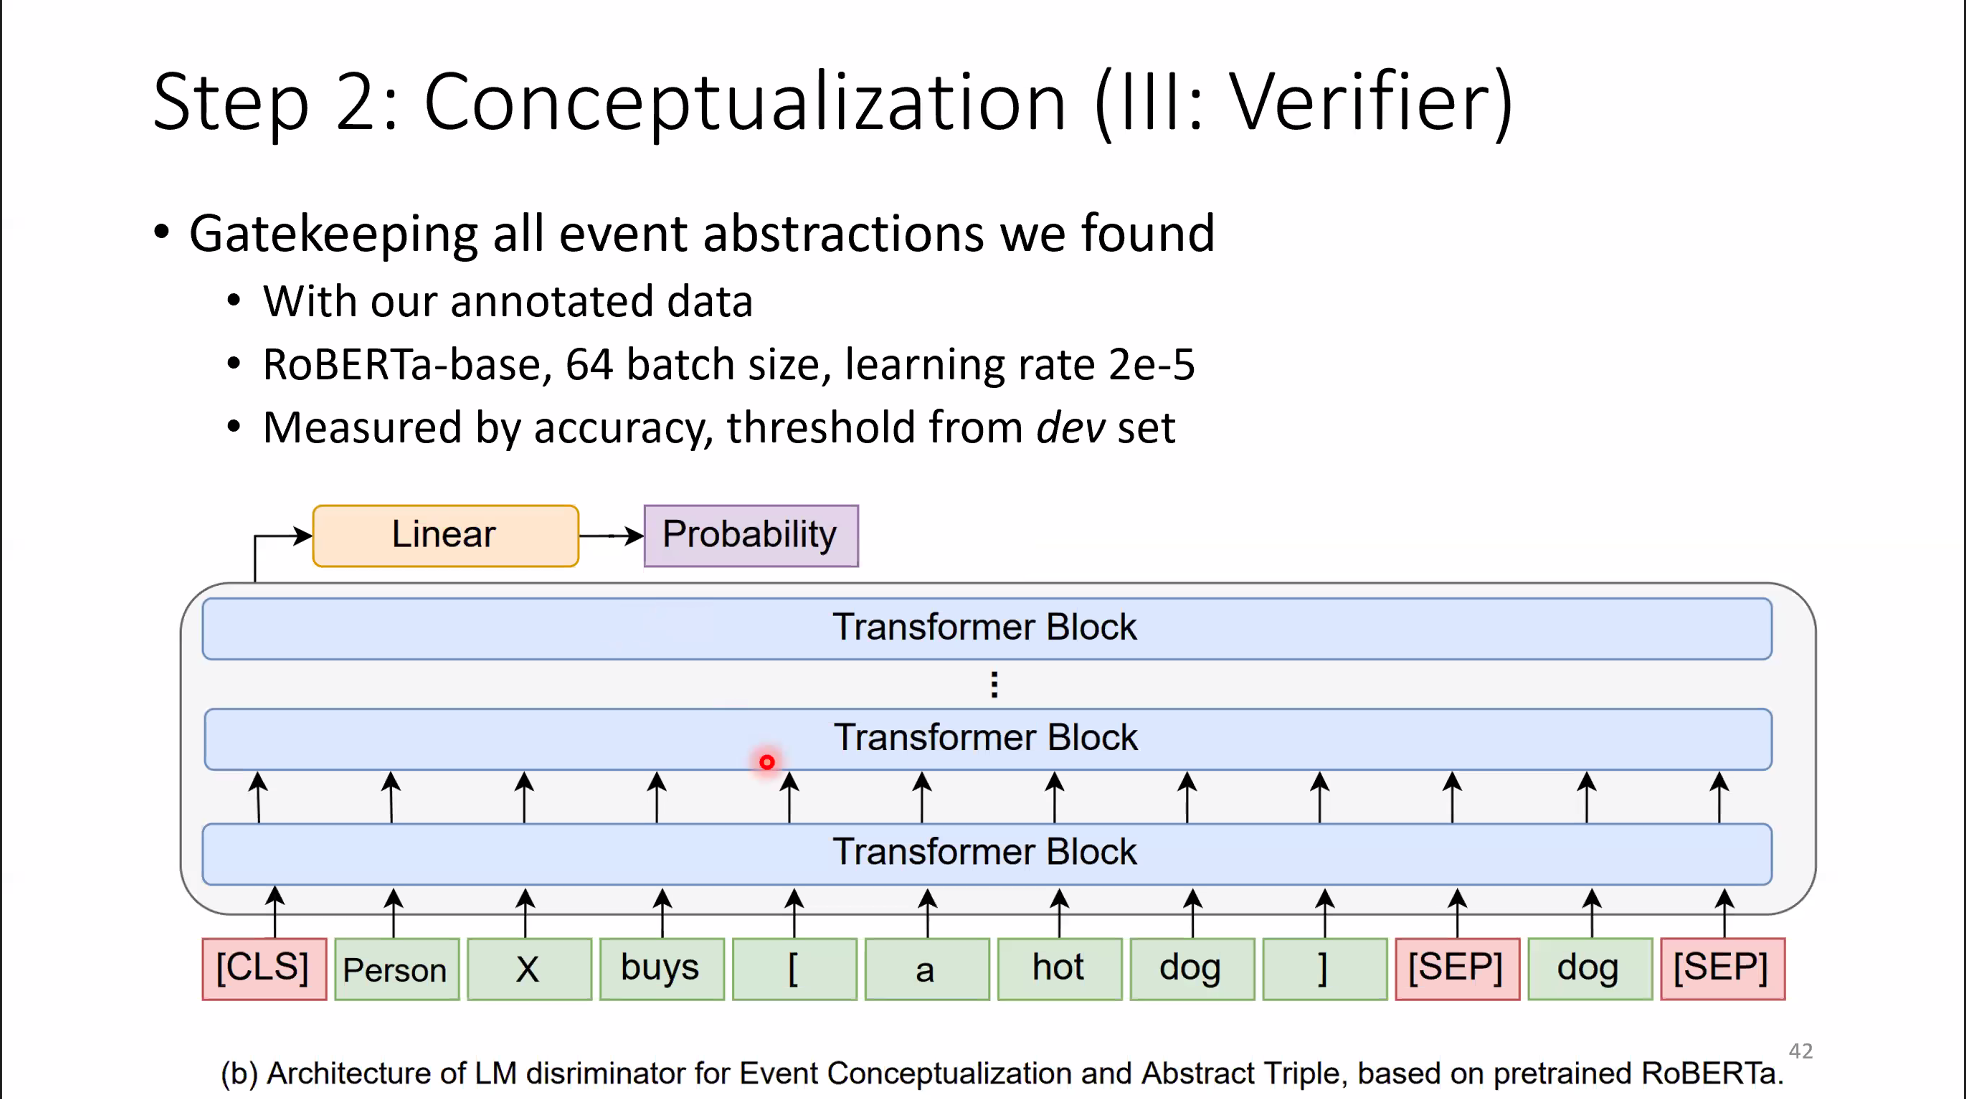 Step 2: Conceptualization (III: Verifier)
• Gatekeeping all event abstractions we found
• With our annotated data
• RoBERTa-base, 64 batch size, learning rate 2e-5
• Measured by accuracy, threshold from dev set
Linear
Probability
Transformer Block
⋮
Transformer Block
Transformer Block
[CLS] Person X buys [ a hot dog ] [SEP] dog [SEP]
42
(b) Architecture of LM disriminator for Event Conceptualization and Abstract Triple, based on pretrained RoBERTa.